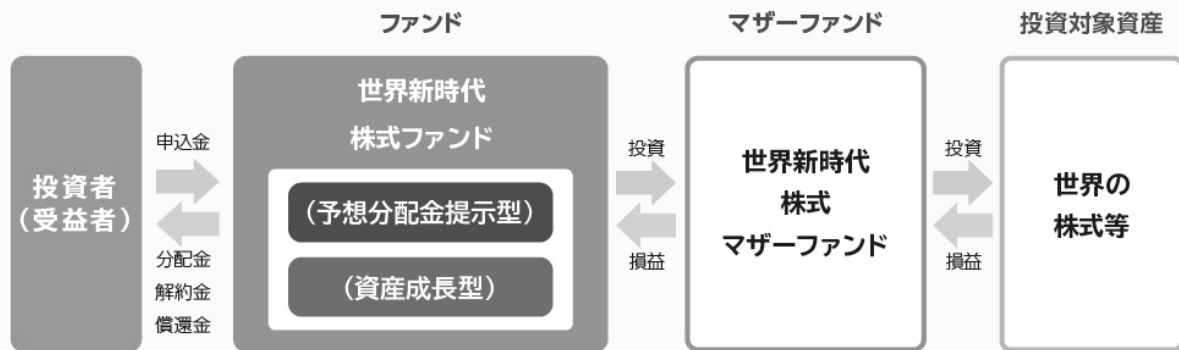 ファンド
マザーファンド
投資対象資産
投資者
（受益者）
申込金
分配金
解約金
償還金
世界新時代
株式ファンド
（予想分配金提示型）
（資産成長型）
投資
損益
世界新時代
株式
マザーファンド
投資
損益
世界の
株式等